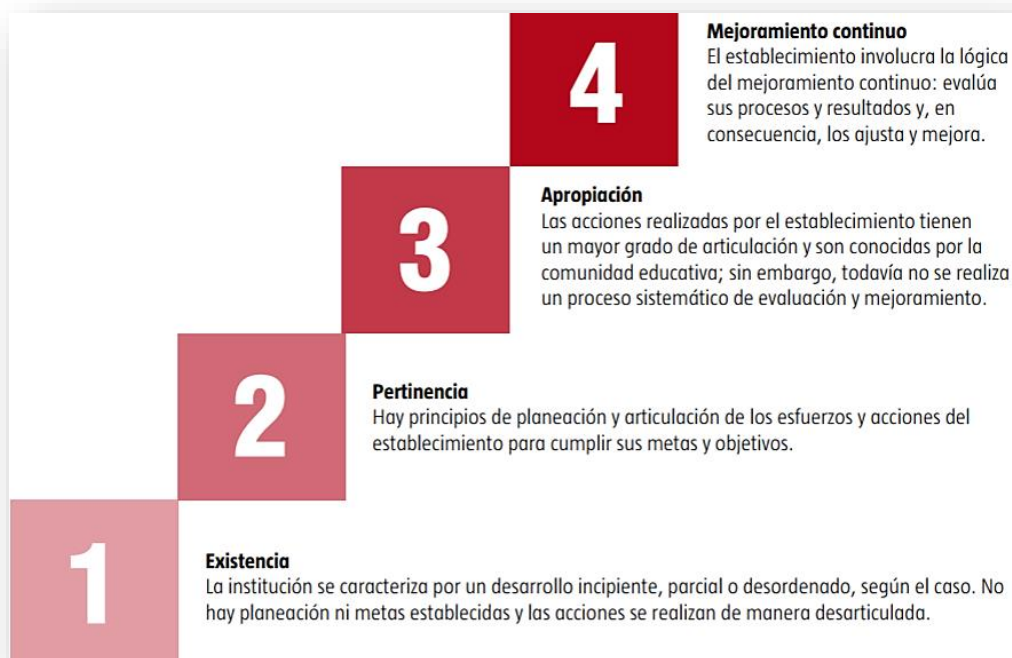 4
Mejoramiento continuo
El establecimiento involucra la lógica
del mejoramiento continuo: evalúa
sus procesos y resultados y, en
consecuencia, los ajusta y mejora.
3
Apropiación
Las acciones realizadas por el establecimiento tienen
un mayor grado de articulación y son conocidas por la
comunidad educativa; sin embargo, todavía no se realiza
un proceso sistemático de evaluación y mejoramiento.
2
Pertinencia
Hay principios de planeación y articulación de los esfuerzos y acciones del
establecimiento para cumplir sus metas y objetivos.
1
Existencia
La institución se caracteriza por un desarrollo incipiente, parcial o desordenado, según el caso. No
hay planeación ni metas establecidas y las acciones se realizan de manera desarticulada.